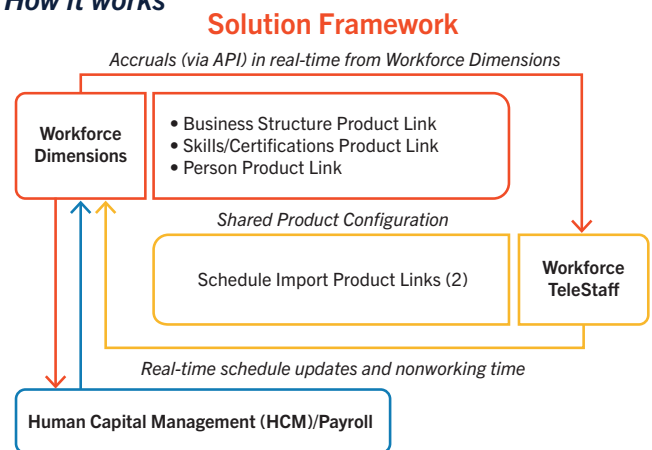 How it works
Solution Framework
Accruals (via API) in real-time from Workforce Dimensions
Workforce
Dimensions
• Business Structure Product Link
• Skills/Certifications Product Link
• Person Product Link
Shared Product Configuration
Schedule Import Product Links (2)
Workforce
TeleStaff
Real-time schedule updates and nonworking time
Human Capital Management (HCM)/Payroll